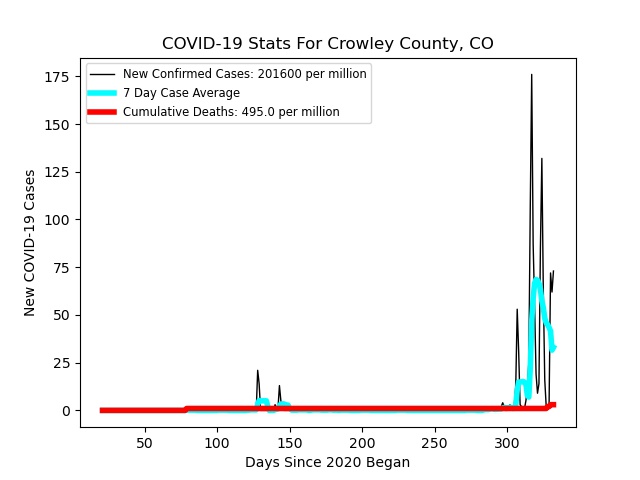 COVID-19 Stats For Crowley County, CO
New Confirmed Cases: 201600 per million
7 Day Case Average
Cumulative Deaths: 495.0 per million
New COVID-19 Cases
175
150
125
100
75
50
25
0
50 100 150 200 250 300
Days Since 2020 Began